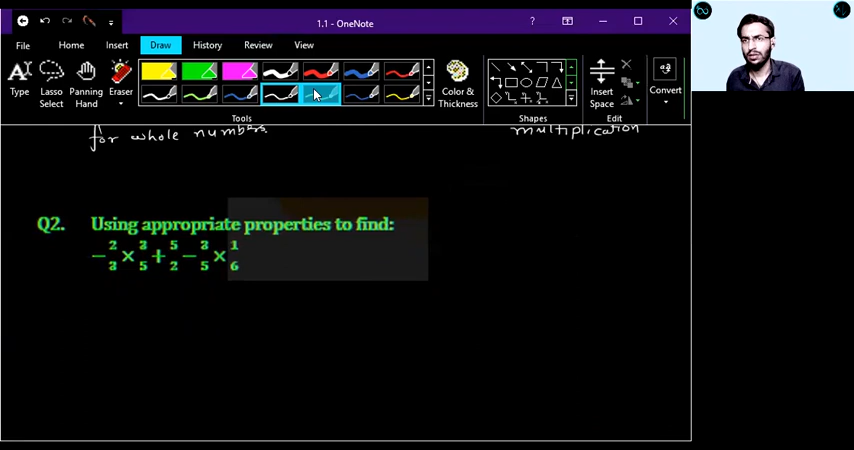 1.1 - OneNote
?
File Home Insert Draw History Review View
Type Lasso Select Panning Hand Eraser Color & Thickness Insert Space Convert
Tools Shapes Edit
for whole numbers multiplication
Q2. Using appropriate properties to find:
-2/3 × 3/5 + 5/2 - 3/5 × 1/6